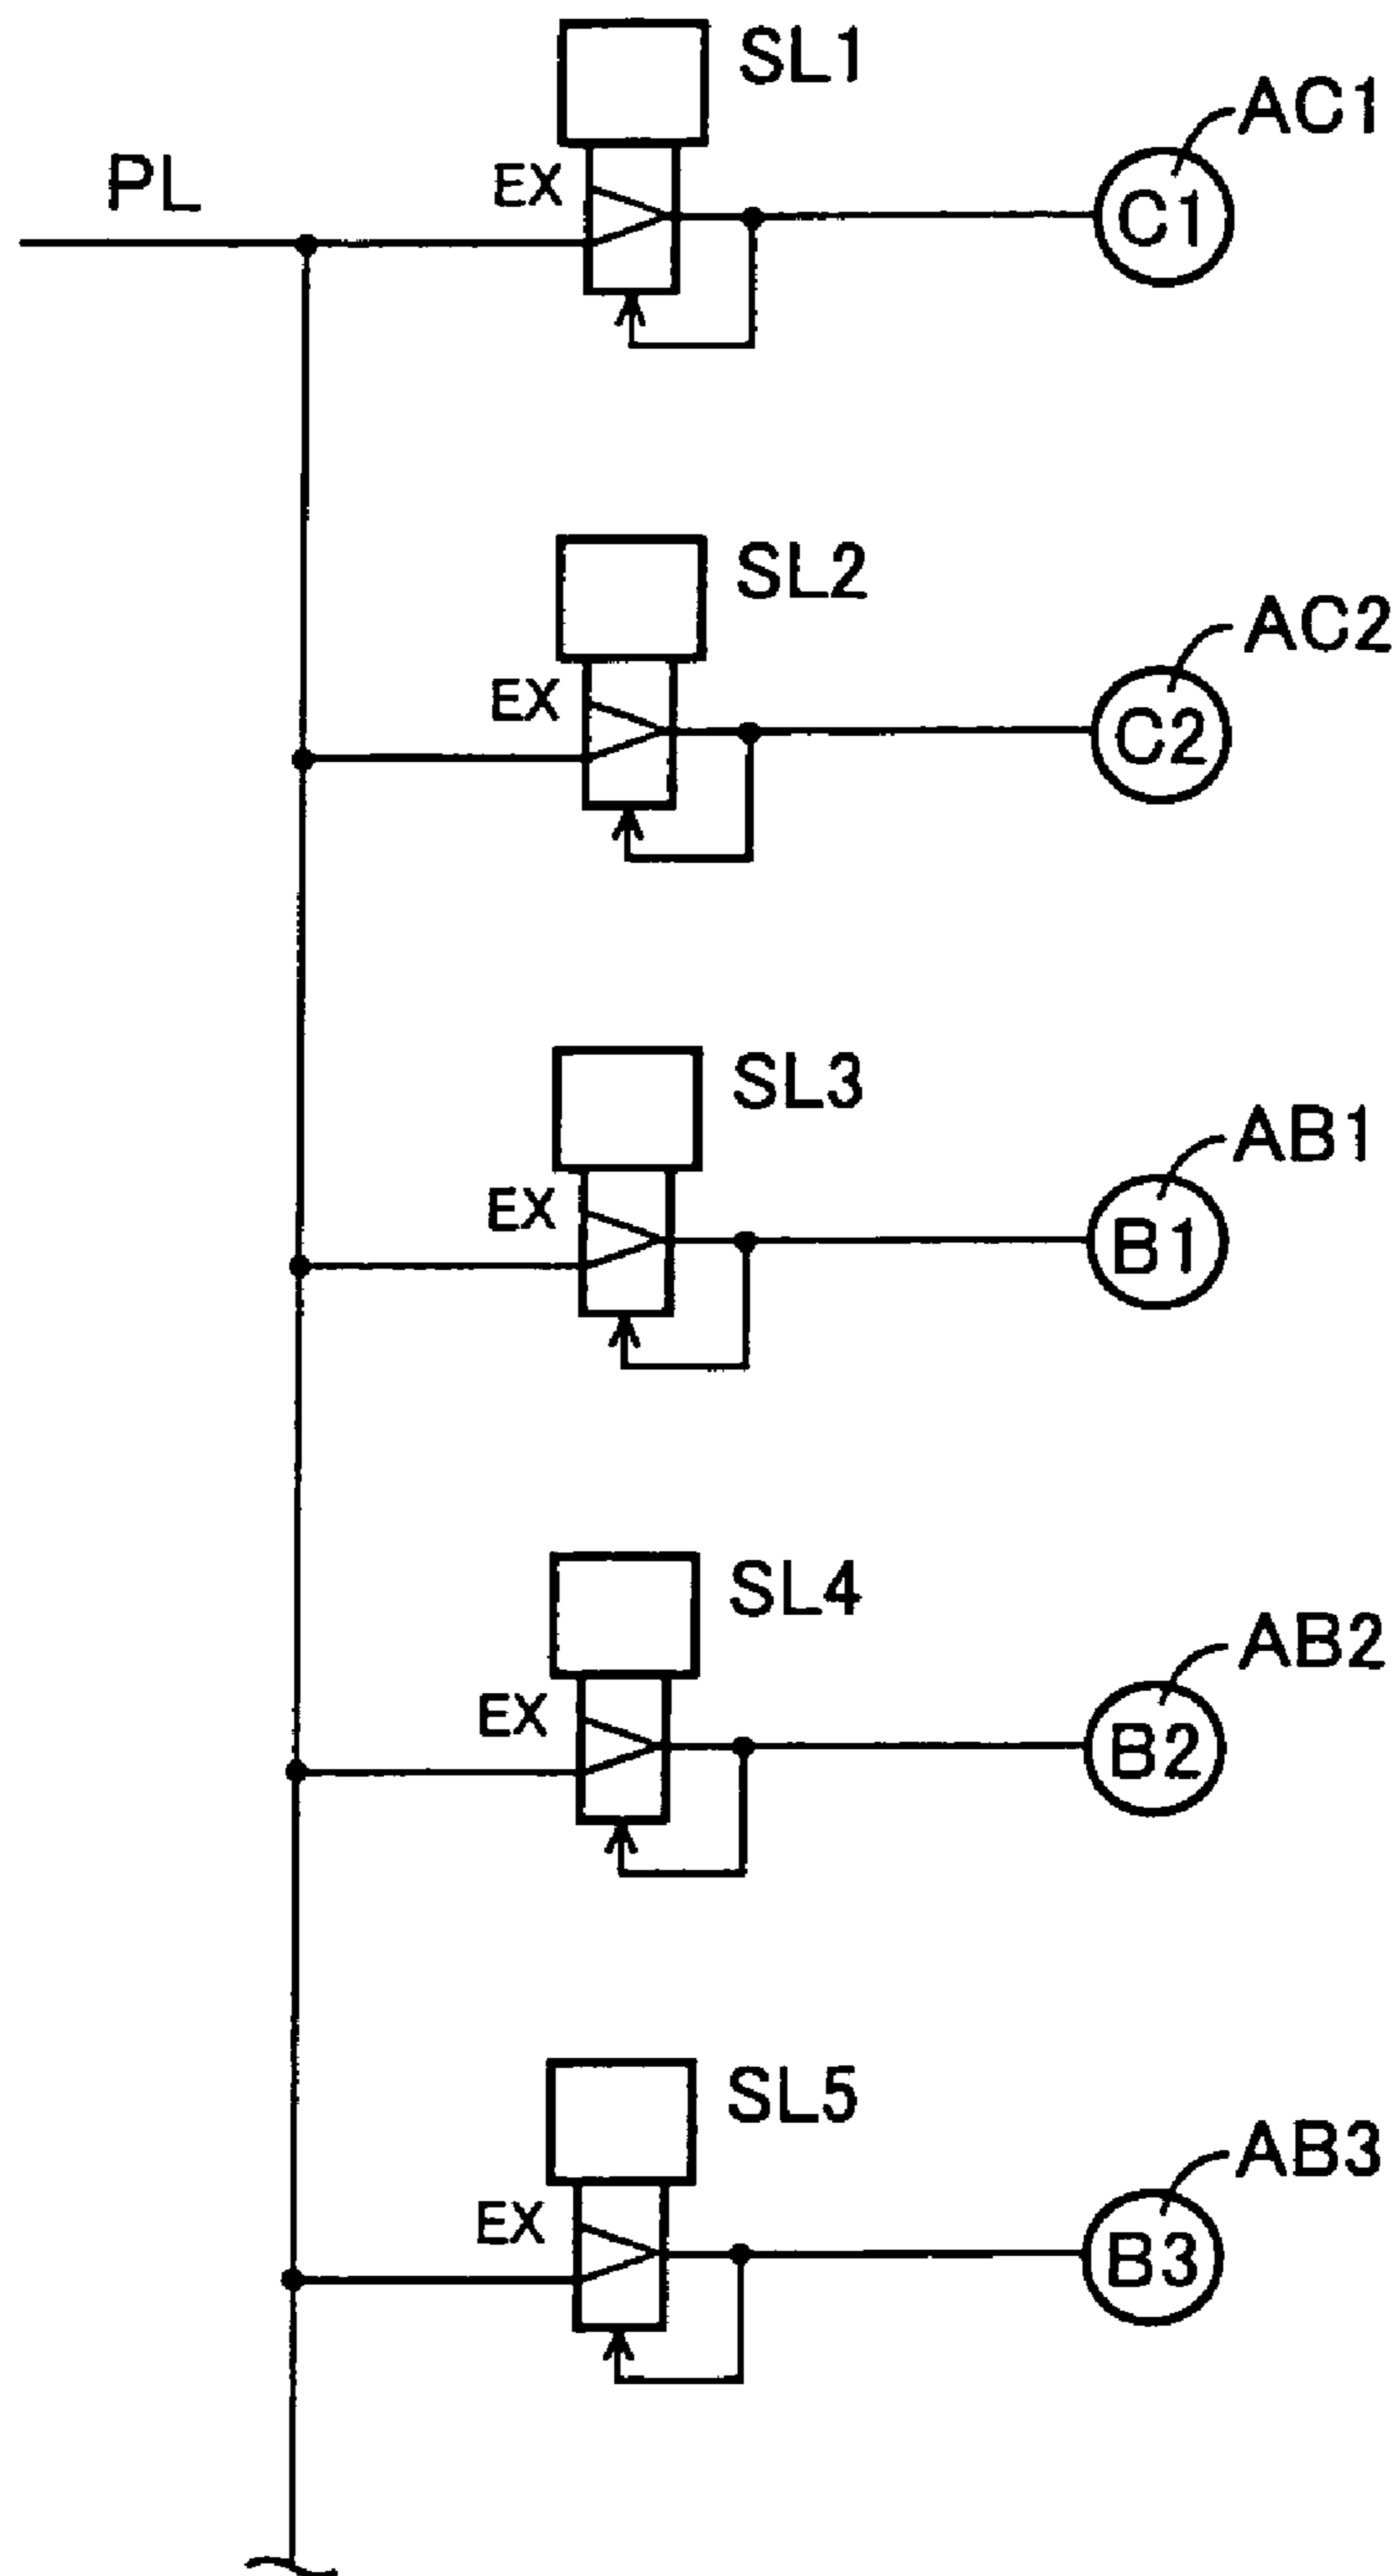 SL1
AC1
PL
EX
C1
SL2
AC2
EX
C2
SL3
AB1
EX
B1
SL4
AB2
EX
B2
SL5
AB3
EX
B3